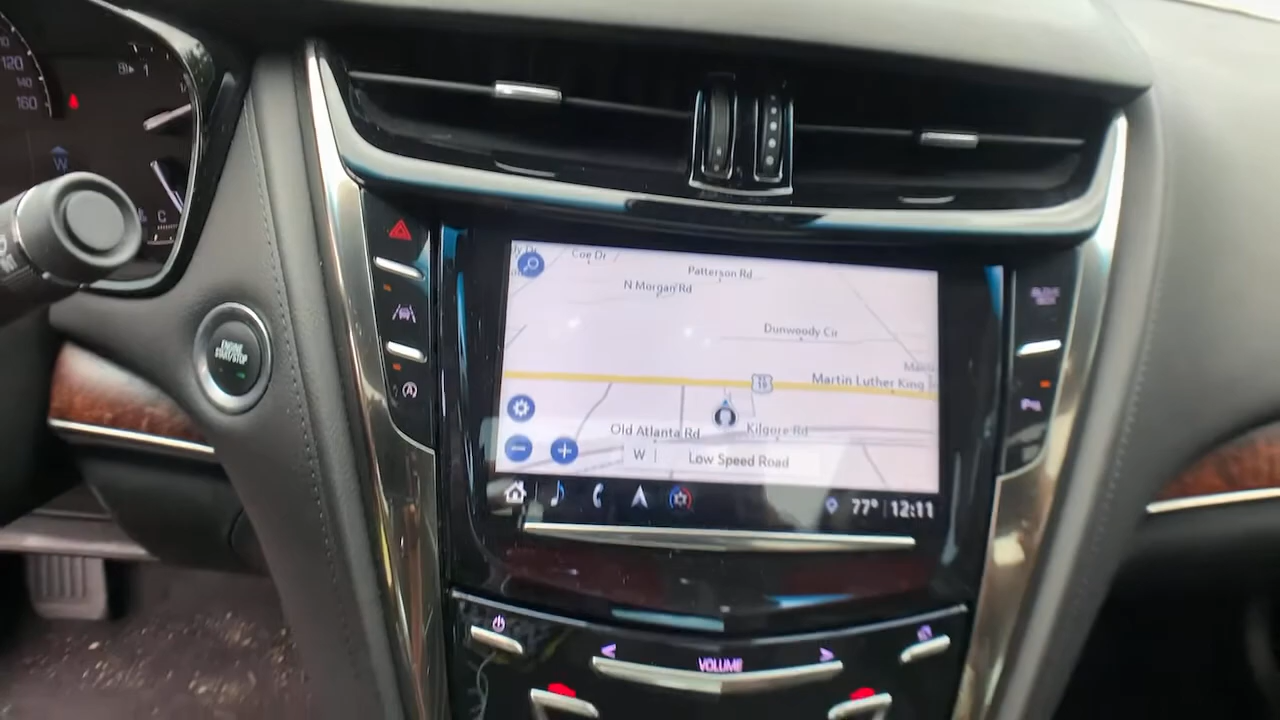 120
140
160
W
C
ENGINE
START/STOP
Coe Dr
Patterson Rd
N Morgan Rd
Dunwoody Cir
19
Martin Luther King
Old Atlanta Rd
Kilgore Rd
W
Low Speed Road
77° 12:11
VOLUME